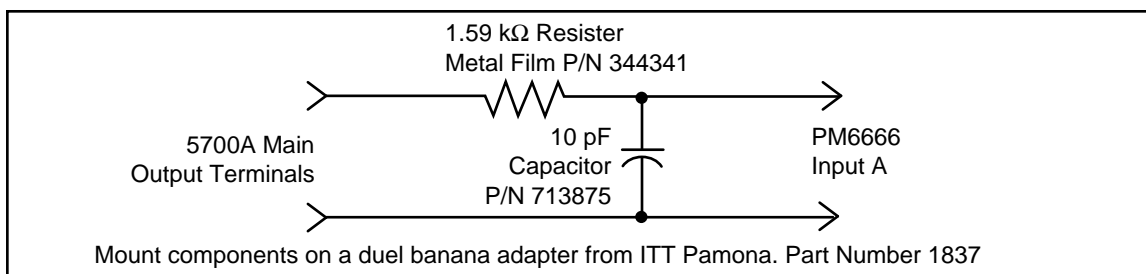 1.59 kΩ Resister
Metal Film P/N 344341
5700A Main
Output Terminals
10 pF
Capacitor
P/N 713875
PM6666
Input A
Mount components on a duel banana adapter from ITT Pamona. Part Number 1837